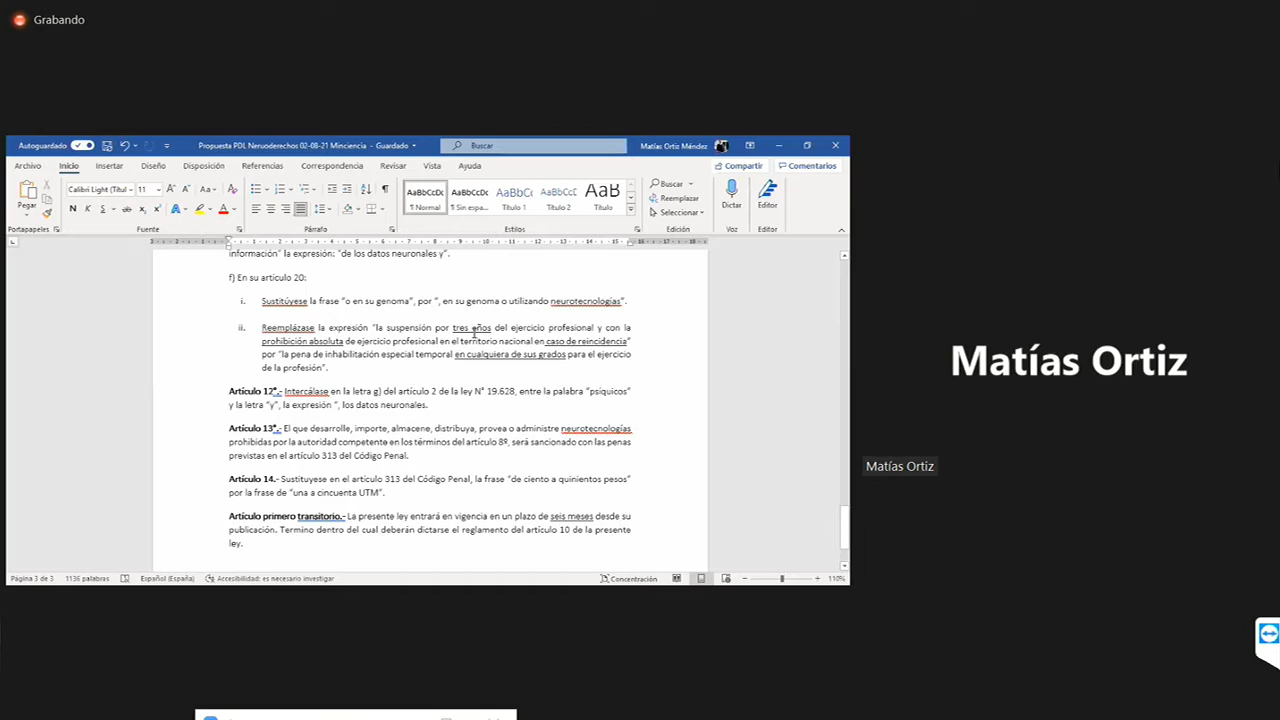 Grabando
Autoguardado
Propuesta PDL Neruoderechos 02-08-21 Minciencia - Guardado
Buscar
Matías Ortiz Méndez
Archivo Inicio Insertar Diseño Disposición Referencias Correspondencia Revisar Vista Ayuda Compartir Comentarios
Pegar
Calibri Light (Títul 11
N K S
AaBbCcDc AaBbCcDc AaBbCc AaBbCcC AaB
¶ Normal ¶ Sin espa... Título 1 Título 2 Título
Buscar
Reemplazar
Seleccionar
Dictar
Editor
Portapapeles Fuente Párrafo Estilos Edición Voz Editor
información” la expresión: “de los datos neuronales y”.
f) En su artículo 20:
i. Sustitúyese la frase “o en su genoma”, por “, en su genoma o utilizando neurotecnologías”.
ii. Reemplázase la expresión “la suspensión por tres eños del ejercicio profesional y con la
prohibición absoluta de ejercicio profesional en el territorio nacional en caso de reincidencia”
por “la pena de inhabilitación especial temporal en cualquiera de sus grados para el ejercicio
de la profesión”.
Artículo 12°.- Intercálase en la letra g) del artículo 2 de la ley N° 19.628, entre la palabra “psíquicos”
y la letra “y”, la expresión “, los datos neuronales.
Artículo 13°.- El que desarrolle, importe, almacene, distribuya, provea o administre neurotecnologías
prohibidas por la autoridad competente en los términos del artículo 8º, será sancionado con las penas
previstas en el artículo 313 del Código Penal.
Artículo 14.- Sustituyese en el artículo 313 del Código Penal, la frase “de ciento a quinientos pesos”
por la frase de “una a cincuenta UTM”.
Artículo primero transitorio.- La presente ley entrará en vigencia en un plazo de seis meses desde su
publicación. Termino dentro del cual deberán dictarse el reglamento del artículo 10 de la presente
ley.
Página 3 de 3 1136 palabras Español (España) Accesibilidad: es necesario investigar Concentración 110%
Matías Ortiz
Matías Ortiz